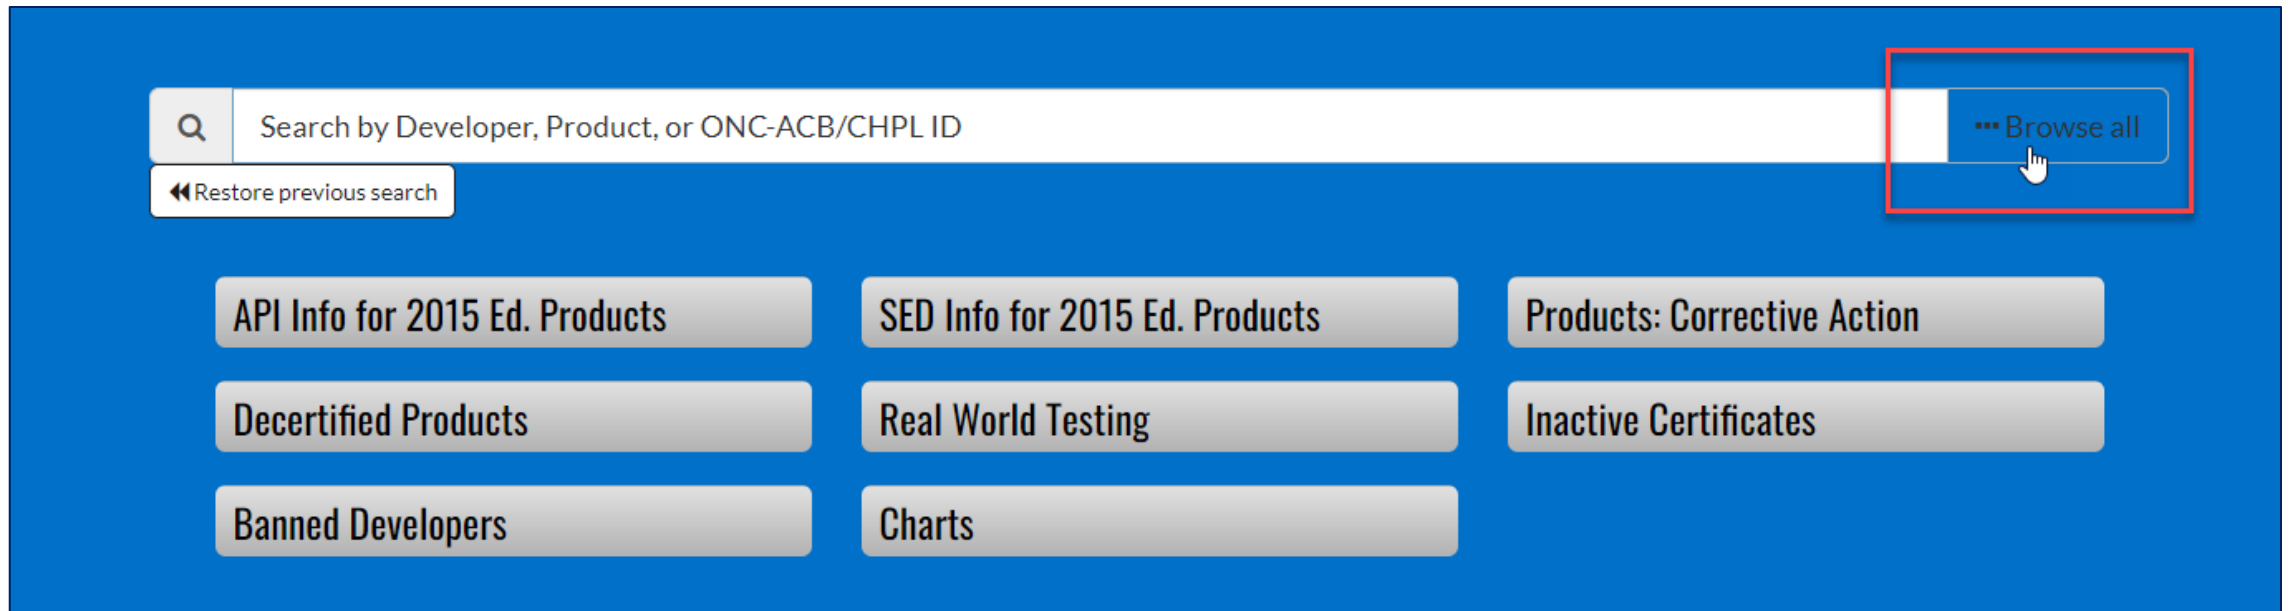 Search by Developer, Product, or ONC-ACB/CHPL ID
Browse all
Restore previous search
API Info for 2015 Ed. Products
SED Info for 2015 Ed. Products
Products: Corrective Action
Decertified Products
Real World Testing
Inactive Certificates
Banned Developers
Charts